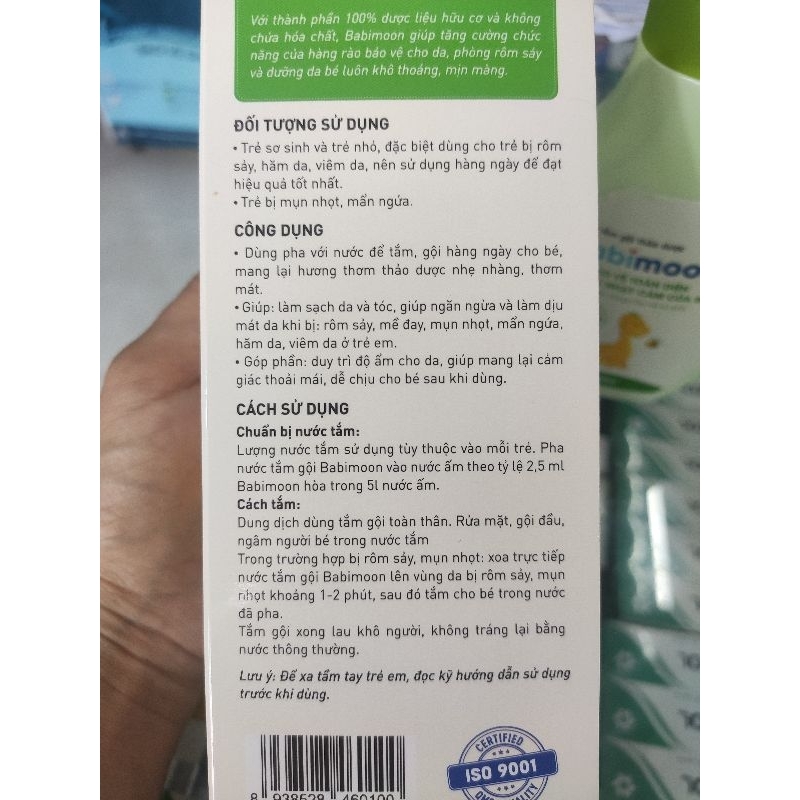 Với thành phần 100% dược liệu hữu cơ và không
chứa hóa chất, Babimoon giúp tăng cường chức
năng của hàng rào bảo vệ cho da, phòng rôm sảy
và dưỡng da bé luôn khô thoáng, mịn màng.
ĐỐI TƯỢNG SỬ DỤNG
• Trẻ sơ sinh và trẻ nhỏ, đặc biệt dùng cho trẻ bị rôm
sảy, hăm da, viêm da, nên sử dụng hàng ngày để đạt
hiệu quả tốt nhất.
• Trẻ bị mụn nhọt, mẩn ngứa.
CÔNG DỤNG
• Dùng pha với nước để tắm, gội hàng ngày cho bé,
mang lại hương thơm thảo dược nhẹ nhàng, thơm
mát.
• Giúp: làm sạch da và tóc, giúp ngăn ngừa và làm dịu
mát da khi bị: rôm sảy, mề đay, mụn nhọt, mẩn ngứa,
hăm da, viêm da ở trẻ em.
• Góp phần: duy trì độ ẩm cho da, giúp mang lại cảm
giác thoải mái, dễ chịu cho bé sau khi dùng.
CÁCH SỬ DỤNG
Chuẩn bị nước tắm:
Lượng nước tắm sử dụng tùy thuộc vào mỗi trẻ. Pha
nước tắm gội Babimoon vào nước ấm theo tỷ lệ 2,5 ml
Babimoon hòa trong 5l nước ấm.
Cách tắm:
Dung dịch dùng tắm gội toàn thân. Rửa mặt, gội đầu,
ngâm người bé trong nước tắm
Trong trường hợp bị rôm sảy, mụn nhọt: xoa trực tiếp
nước tắm gội Babimoon lên vùng da bị rôm sảy, mụn
nhọt khoảng 1-2 phút, sau đó tắm cho bé trong nước
đã pha.
Tắm gội xong lau khô người, không tráng lại bằng
nước thông thường.
Lưu ý: Để xa tầm tay trẻ em, đọc kỹ hướng dẫn sử dụng
trước khi dùng.
8 938528 460100
CERTIFIED
ISO 9001
bimoo